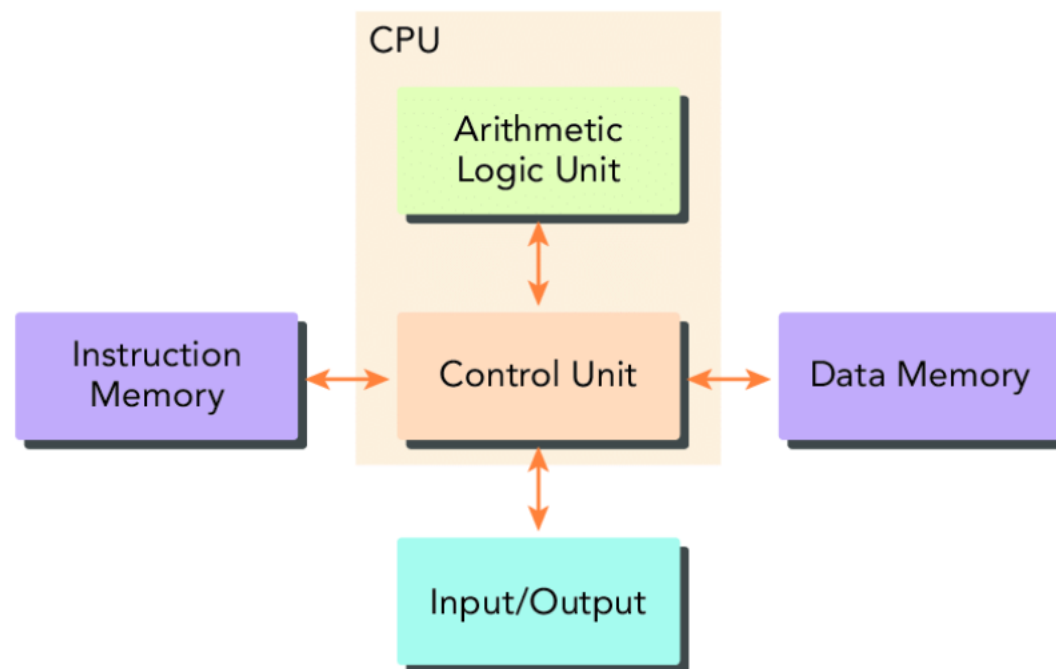 CPU
Arithmetic
Logic Unit
Instruction
Memory
Control Unit
Data Memory
Input/Output